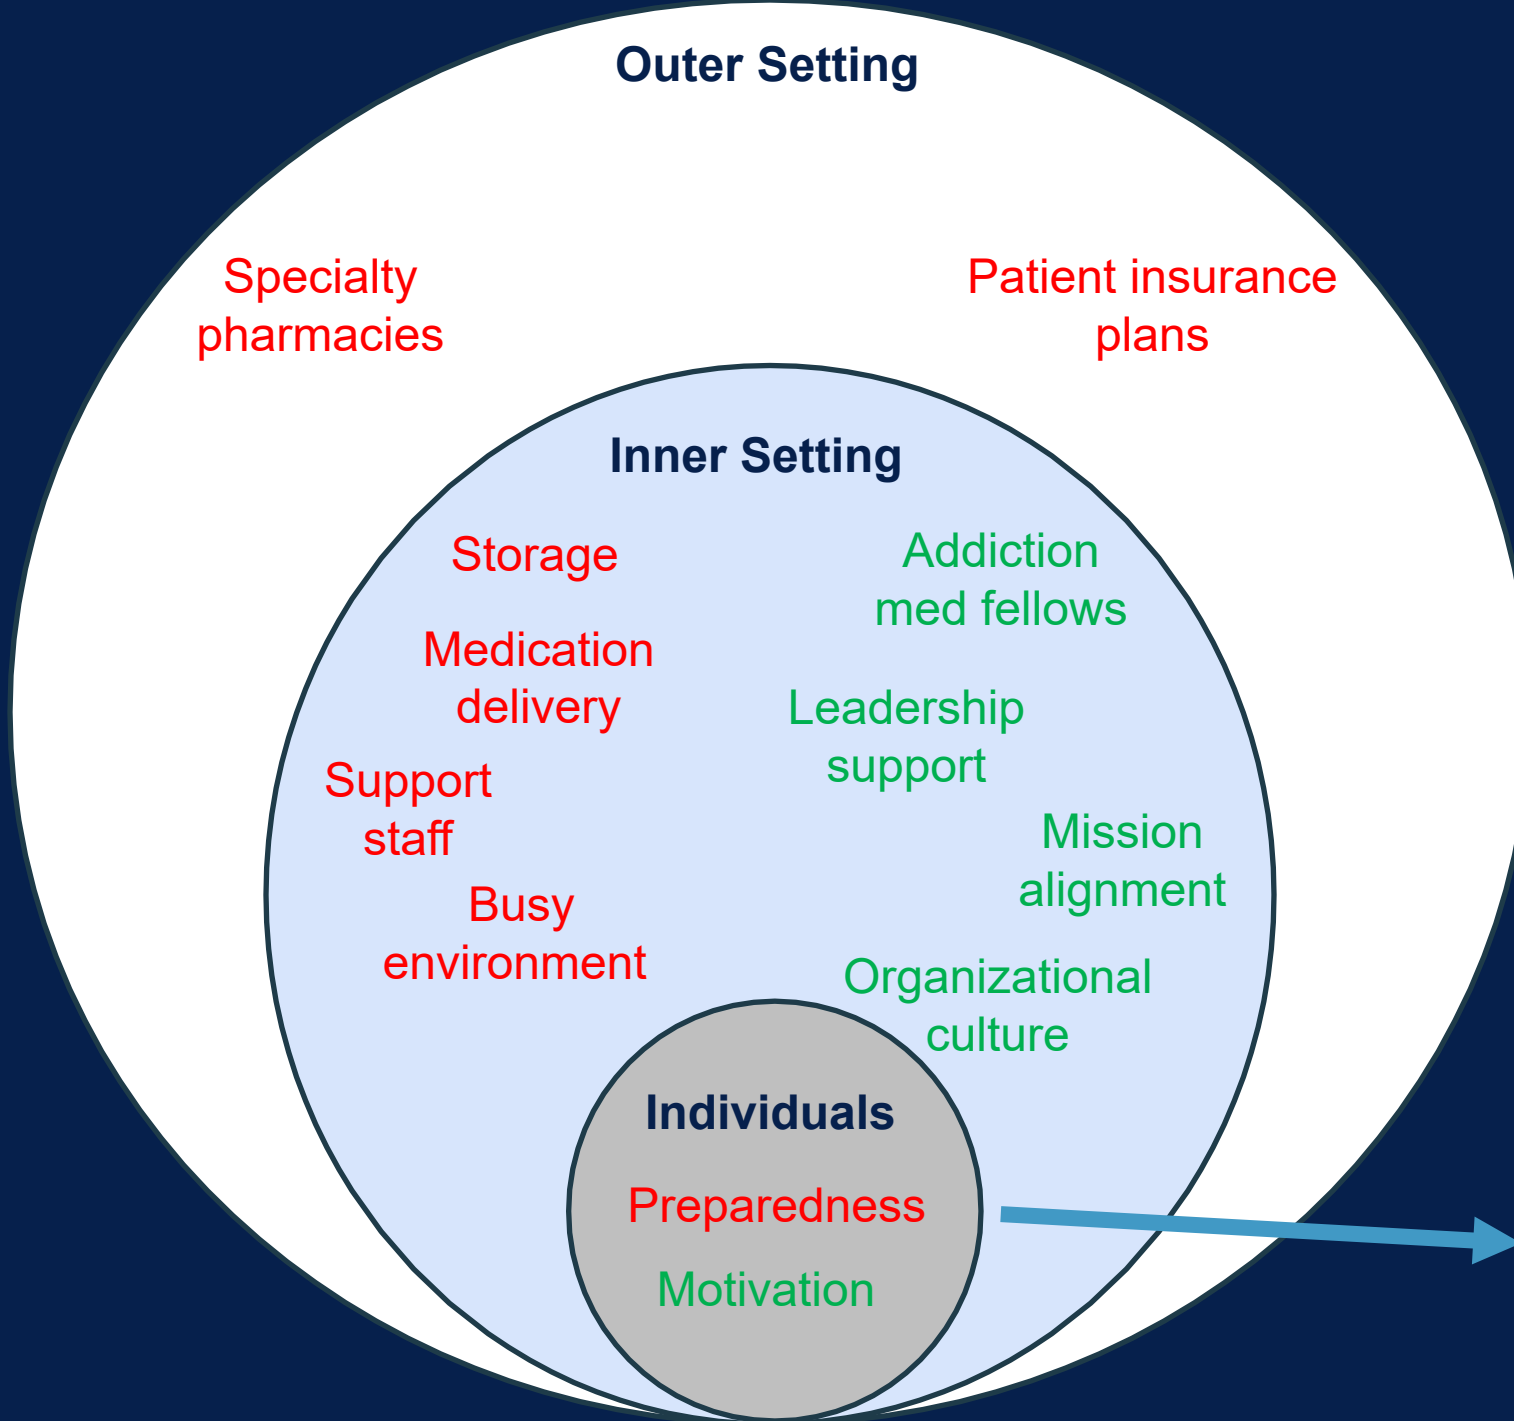 Outer Setting
Specialty
pharmacies
Patient insurance
plans
Inner Setting
Storage
Medication
delivery
Support
staff
Busy
environment
Addiction
med fellows
Leadership
support
Mission
alignment
Organizational
culture
Individuals
Preparedness
Motivation